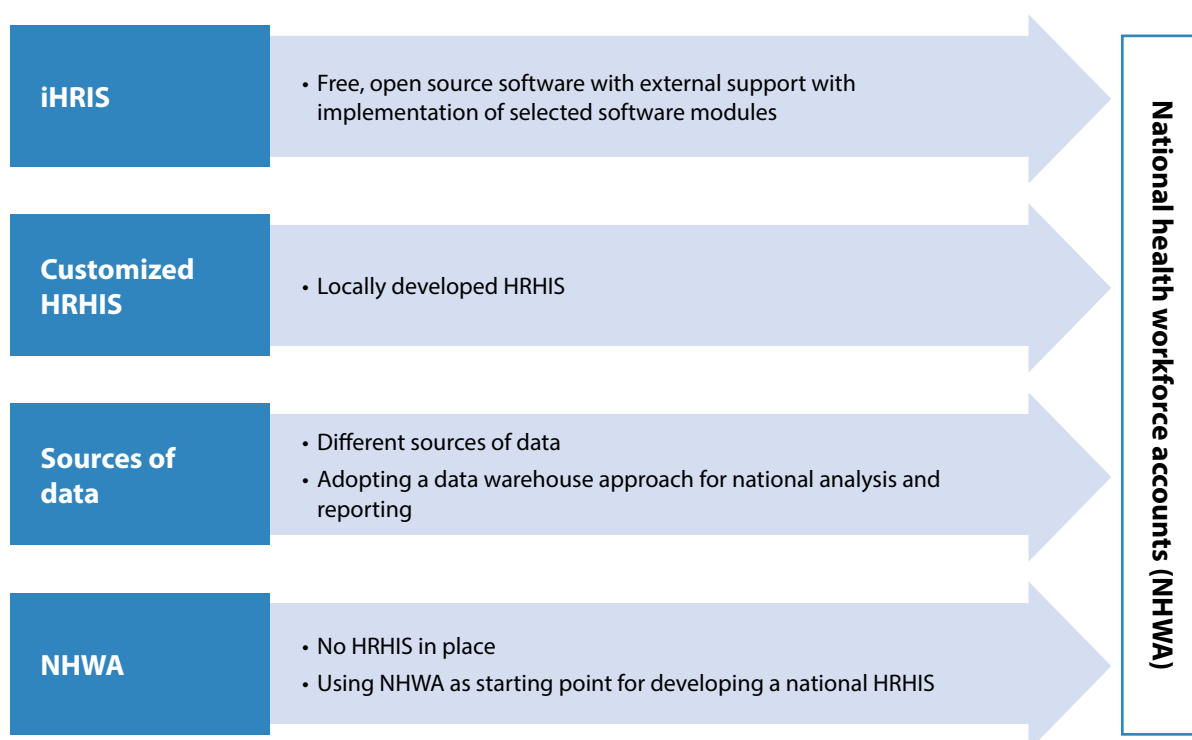 iHRIS
• Free, open source software with external support with
implementation of selected software modules
Customized
HRHIS
• Locally developed HRHIS
Sources of
data
• Different sources of data
• Adopting a data warehouse approach for national analysis and
reporting
NHWA
• No HRHIS in place
• Using NHWA as starting point for developing a national HRHIS
National health workforce accounts (NHWA)